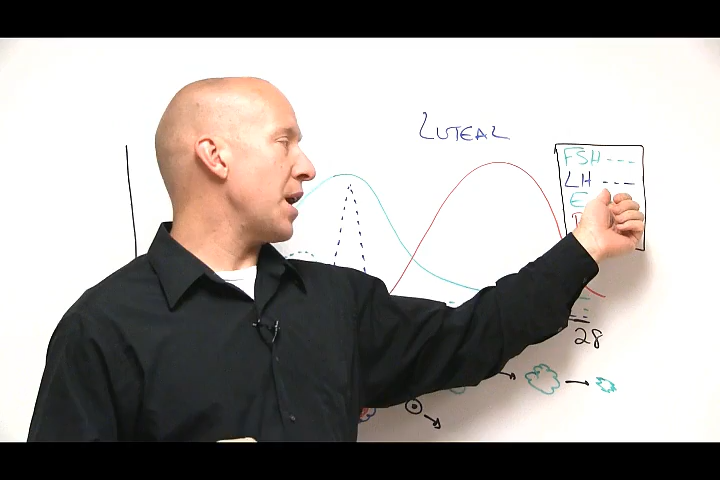 LUTEAL
FSH ---
LH ---
E
28